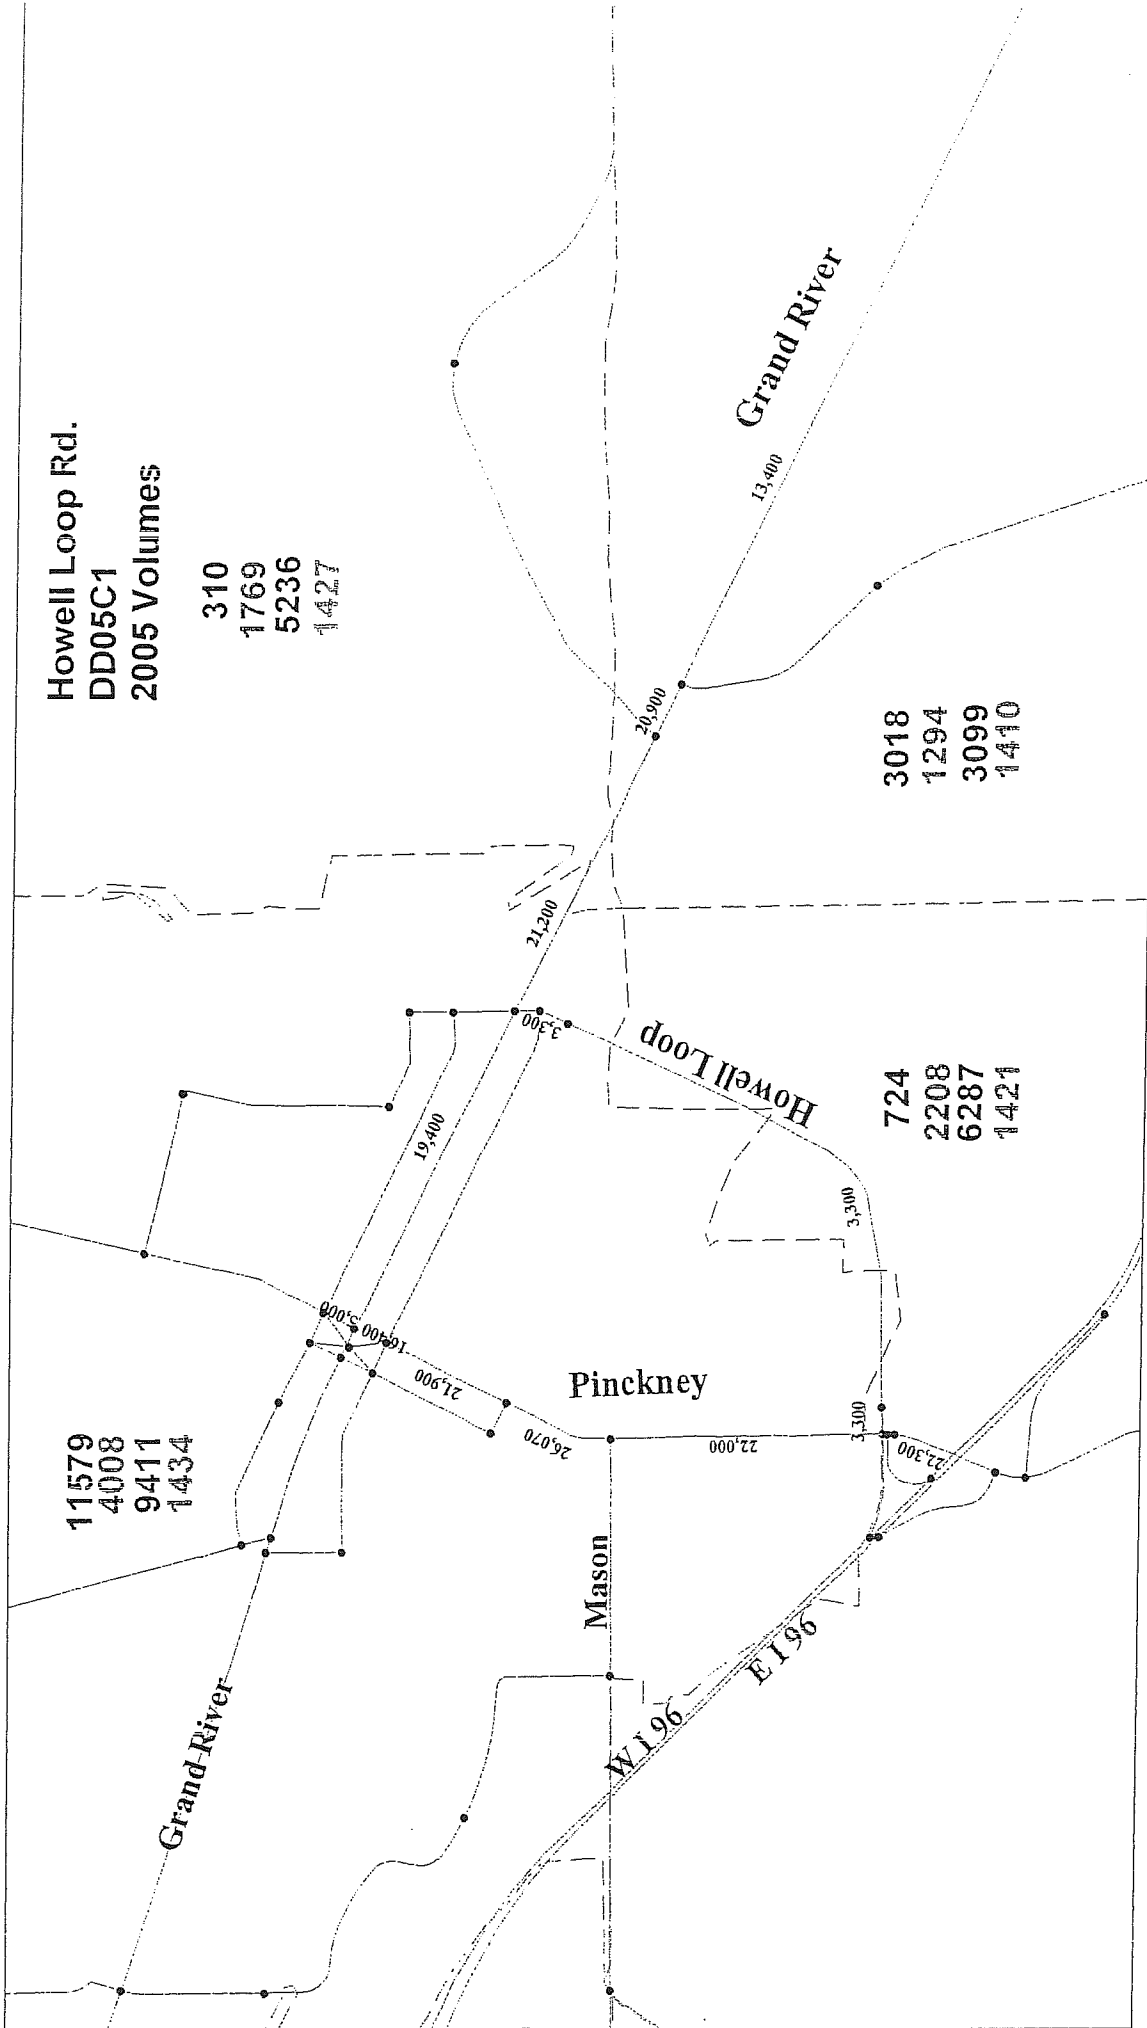 Howell Loop Rd.
DD05C1
2005 Volumes
310
1769
5236
1427
11579
4008
9411
1434
Grand River
19,400
21,200
5,000
16,400
21,900
26,070
3,300
20,900
Grand River
13,400
Mason
Pinckney
22,000
Howell Loop
3,300
3,300
22,300
W I 96
E I 96
724
2208
6287
1421
3018
1294
3099
1410